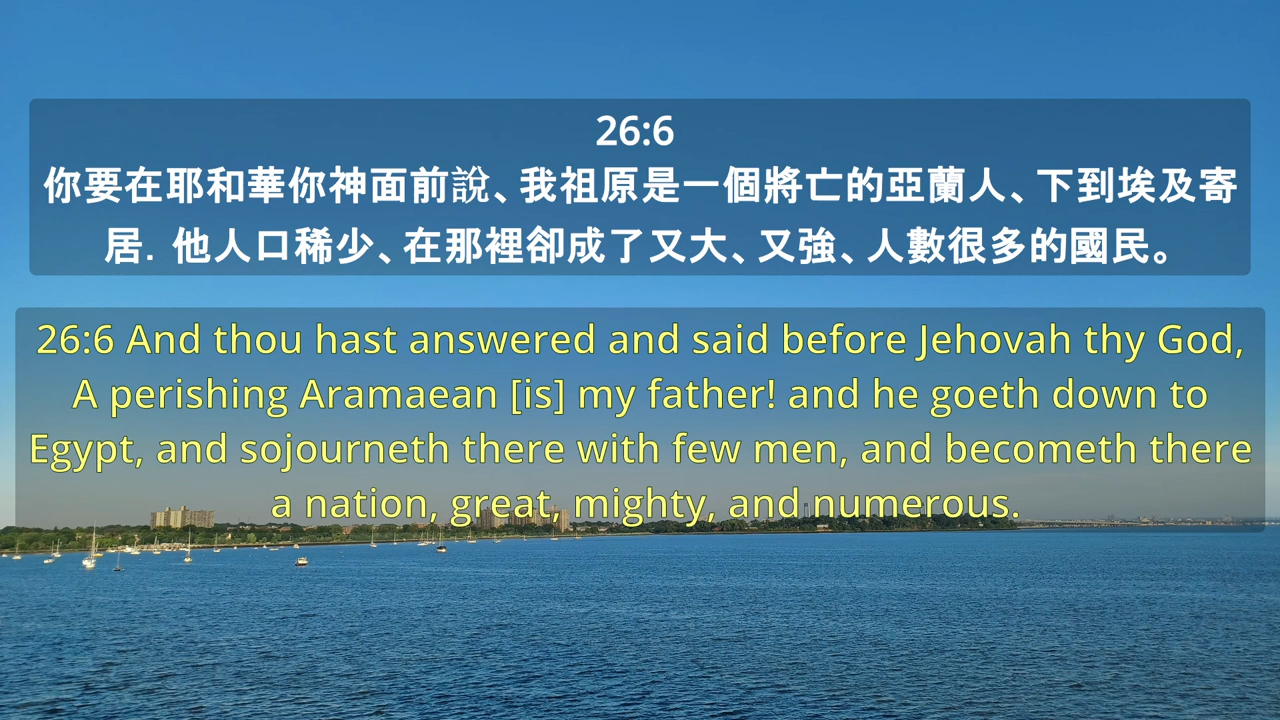 26:6
你要在耶和華你神面前說、我祖原是一個將亡的亞蘭人、下到埃及寄
居. 他人口稀少、在那裡卻成了又大、又強、人數很多的國民。
26:6 And thou hast answered and said before Jehovah thy God,
A perishing Aramaean [is] my father! and he goeth down to
Egypt, and sojourneth there with few men, and becometh there
a nation, great, mighty, and numerous.